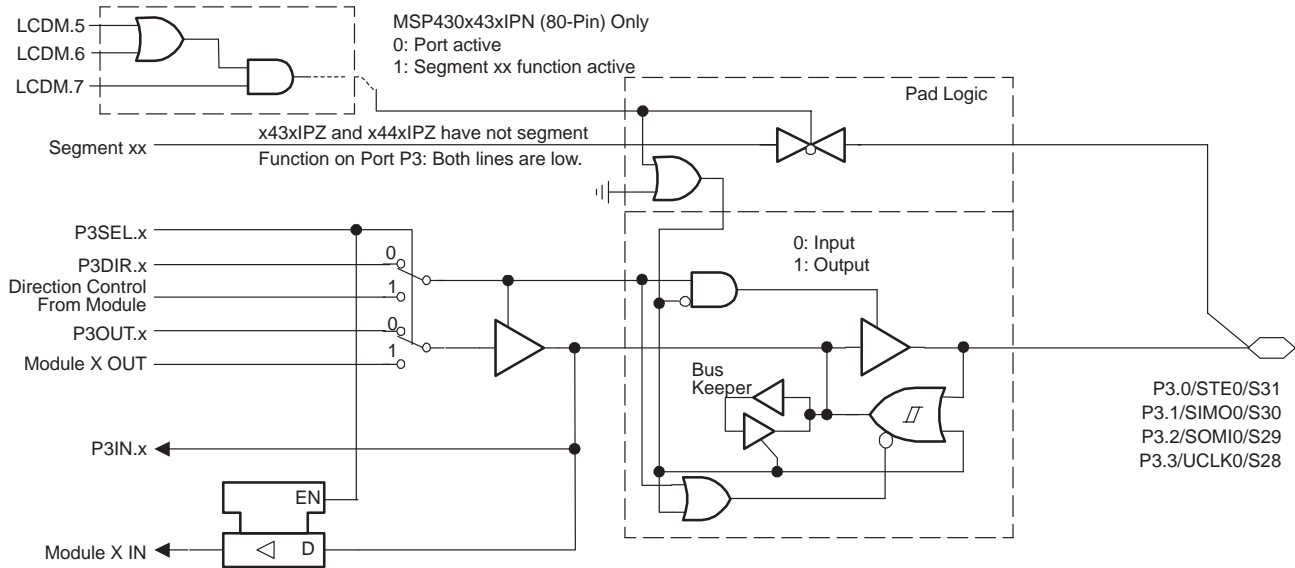 LCDM.5
LCDM.6
LCDM.7
MSP430x43xIPN (80-Pin) Only
0: Port active
1: Segment xx function active
Pad Logic
Segment xx
x43xIPZ and x44xIPZ have not segment
Function on Port P3: Both lines are low.
P3SEL.x
P3DIR.x
0
Direction Control
From Module
1
P3OUT.x
0
Module X OUT
1
0: Input
1: Output
Bus
Keeper
P3.0/STE0/S31
P3.1/SIMO0/S30
P3.2/SOMI0/S29
P3.3/UCLK0/S28
P3IN.x
EN
Module X IN
D